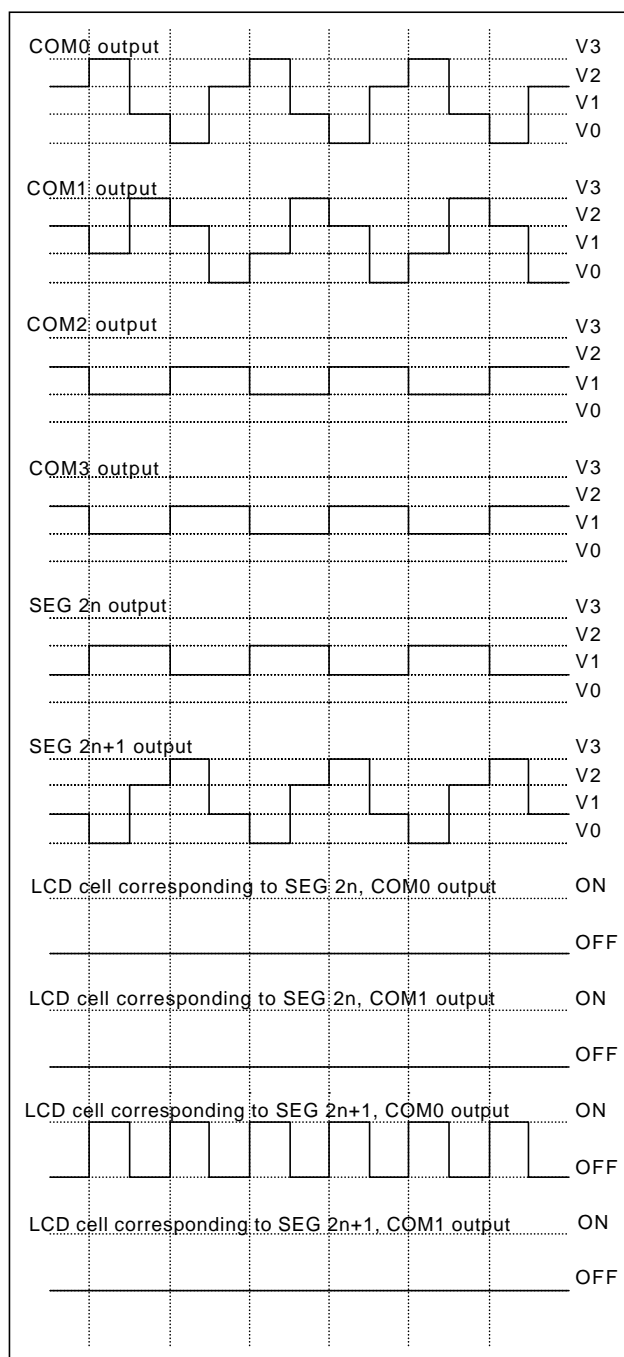 COM0 output V3
V2
V1
V0
COM1 output V3
V2
V1
V0
COM2 output V3
V2
V1
V0
COM3 output V3
V2
V1
V0
SEG 2n output V3
V2
V1
V0
SEG 2n+1 output V3
V2
V1
V0
LCD cell corresponding to SEG 2n, COM0 output ON
OFF
LCD cell corresponding to SEG 2n, COM1 output ON
OFF
LCD cell corresponding to SEG 2n+1, COM0 output ON
OFF
LCD cell corresponding to SEG 2n+1, COM1 output ON
OFF